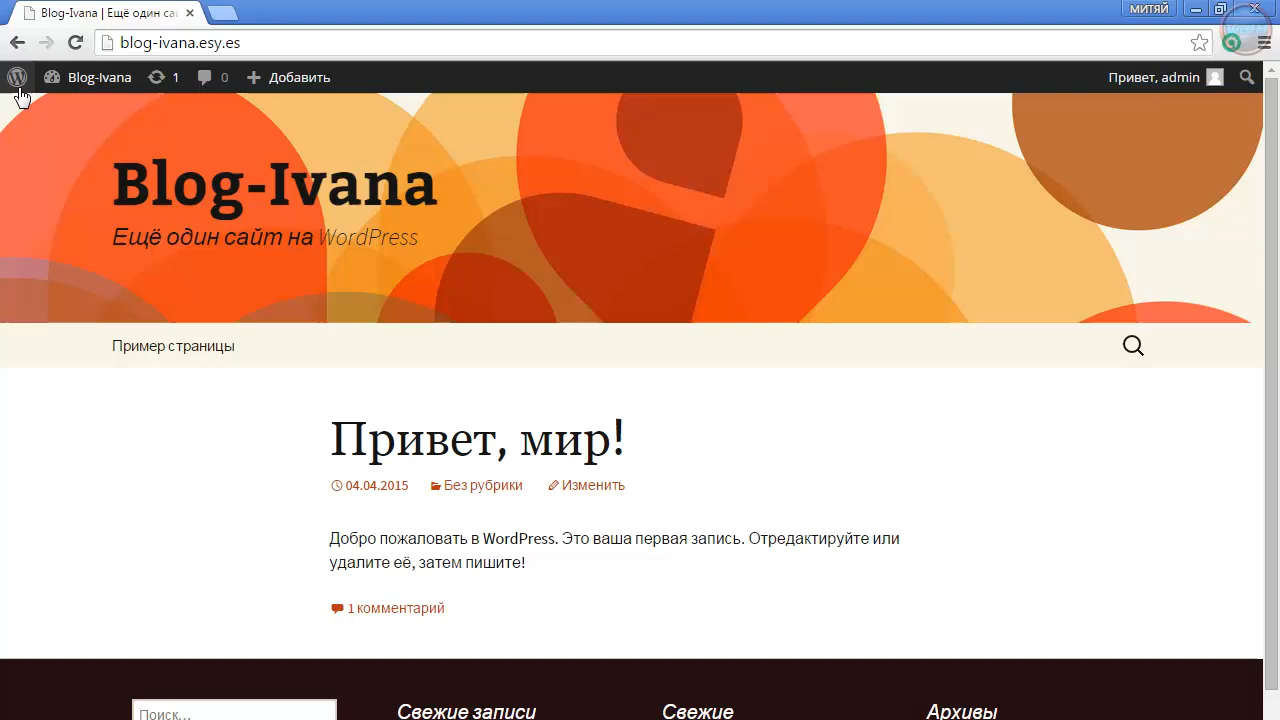 Blog-Ivana | Ещё один са
МИТЯЙ
blog-ivana.esy.es
Blog-Ivana 1 0 Добавить Привет, admin
Blog-Ivana
Ещё один сайт на WordPress
Пример страницы
Привет, мир!
04.04.2015 Без рубрики Изменить
Добро пожаловать в WordPress. Это ваша первая запись. Отредактируйте или
удалите её, затем пишите!
1 комментарий
Поиск… Свежие записи Свежие Архивы